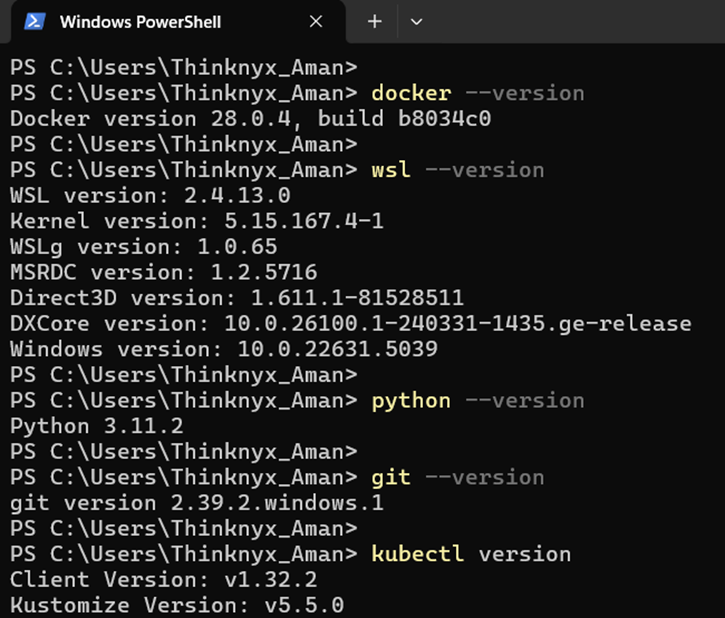 Windows PowerShell
PS C:\Users\Thinknyx_Aman>
PS C:\Users\Thinknyx_Aman> docker --version
Docker version 28.0.4, build b8034c0
PS C:\Users\Thinknyx_Aman>
PS C:\Users\Thinknyx_Aman> wsl --version
WSL version: 2.4.13.0
Kernel version: 5.15.167.4-1
WSLg version: 1.0.65
MSRDC version: 1.2.5716
Direct3D version: 1.611.1-81528511
DXCore version: 10.0.26100.1-240331-1435.ge-release
Windows version: 10.0.22631.5039
PS C:\Users\Thinknyx_Aman>
PS C:\Users\Thinknyx_Aman> python --version
Python 3.11.2
PS C:\Users\Thinknyx_Aman>
PS C:\Users\Thinknyx_Aman> git --version
git version 2.39.2.windows.1
PS C:\Users\Thinknyx_Aman>
PS C:\Users\Thinknyx_Aman> kubectl version
Client Version: v1.32.2
Kustomize Version: v5.5.0